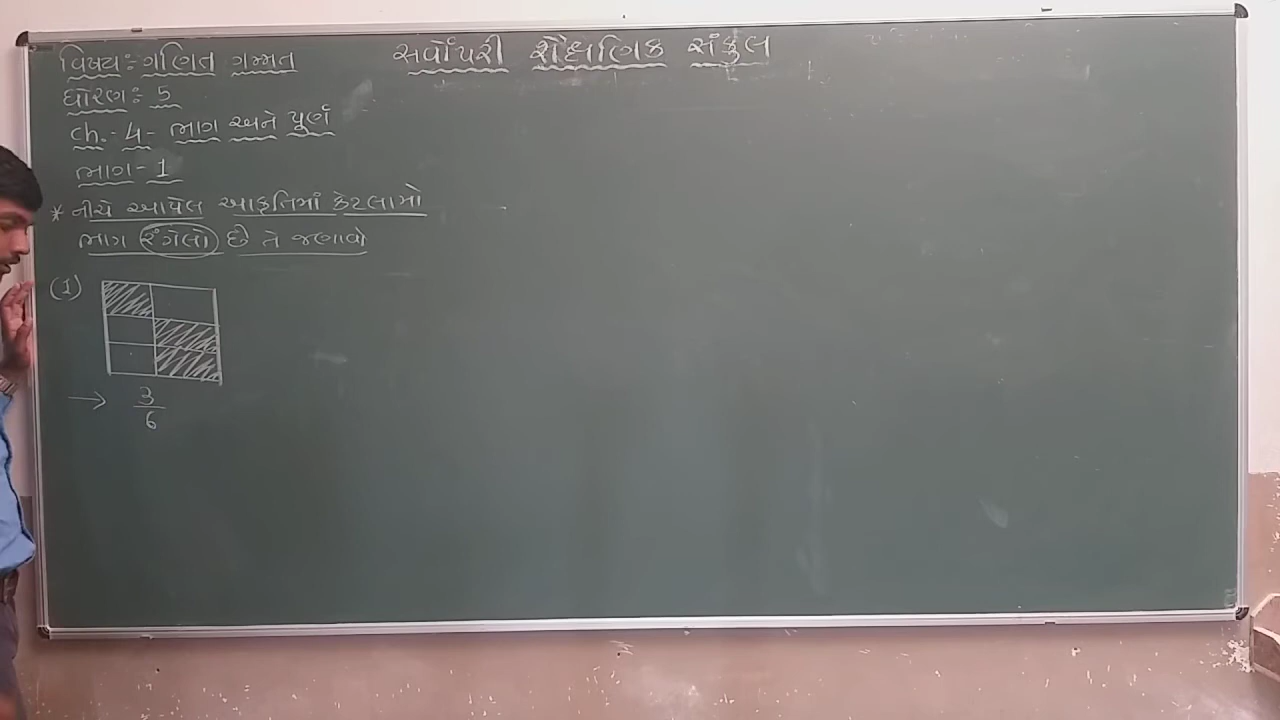 સર્વોપરી શૈક્ષણિક સંકુલ
વિષય:- ગણિત ગમ્મત
ધોરણ:- 5
ch.- 4 - ભાગ અને પૂર્ણ
ભાગ - 1
* નીચે આપેલ આકૃતિમાં કેટલામો
ભાગ રંગેલો છે તે જણાવો
(1)
→ 3/6